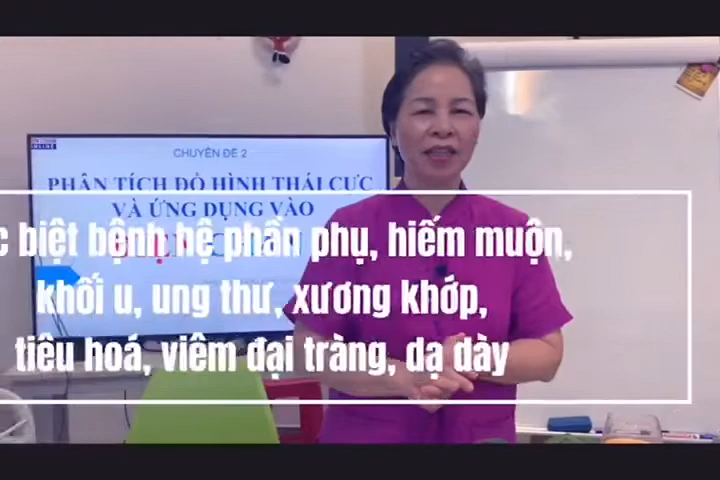 CHUYÊN ĐỀ 2
PHÂN TÍCH ĐỒ HÌNH THÁI CỰC
VÀ ỨNG DỤNG VÀO
c biệt bệnh hệ phần phụ, hiếm muộn,
khối u, ung thư, xương khớp,
tiêu hoá, viêm đại tràng, dạ dày